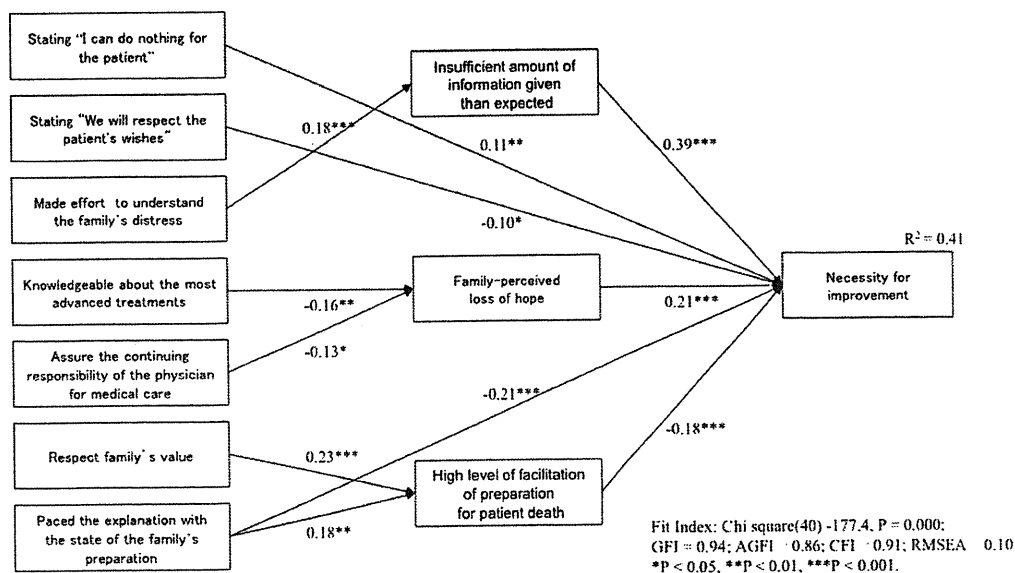 Stating "I can do nothing for
the patient"
Stating "We will respect the
patient's wishes"
Made effort to understand
the family's distress
Knowledgeable about the most
advanced treatments
Assure the continuing
responsibility of the physician
for medical care
Respect family's value
Paced the explanation with
the state of the family's
preparation
Insufficient amount of
information given
than expected
Family-perceived
loss of hope
High level of facilitation
of preparation
for patient death
0.18***
0.11**
-0.10*
-0.16**
-0.13*
0.23***
0.18**
0.39***
0.21***
-0.21***
-0.18***
R² = 0.41
Necessity for
improvement
Fit Index: Chi square(40) -177.4, P = 0.000;
GFI = 0.94; AGFI 0.86; CFI 0.91; RMSEA 0.10
*P < 0.05, **P < 0.01, ***P < 0.001.